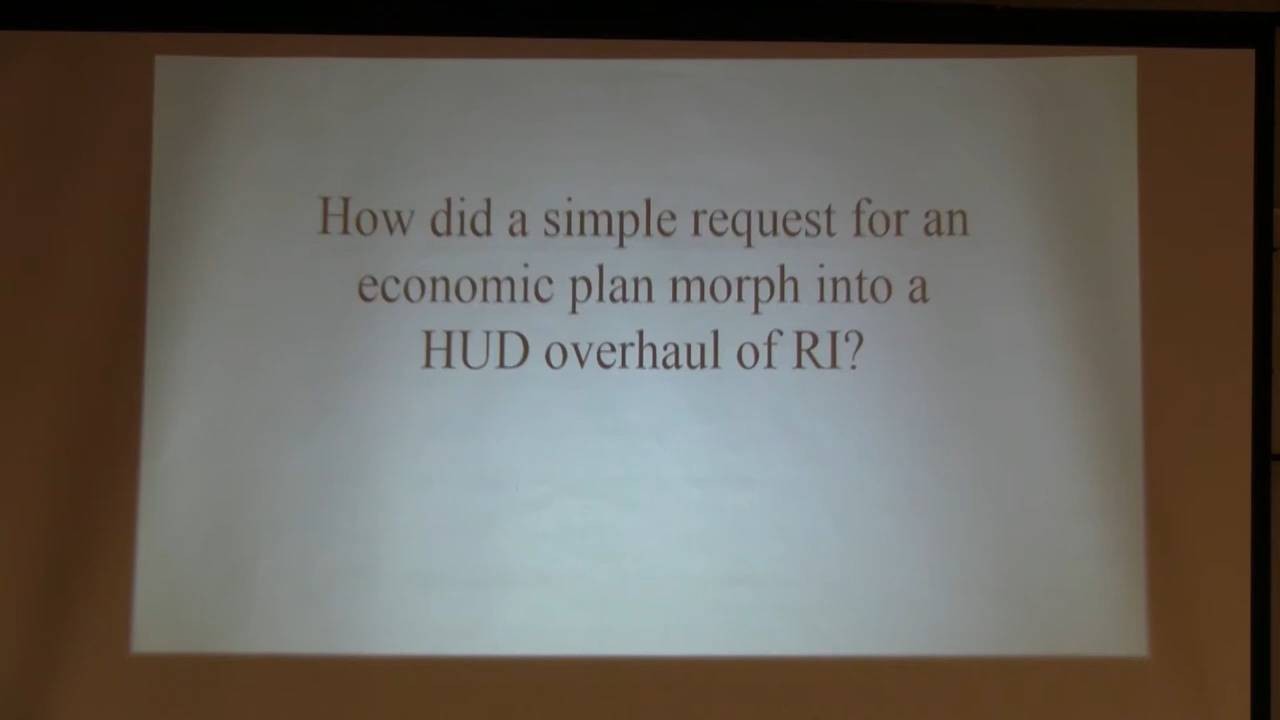 How did a simple request for an
economic plan morph into a
HUD overhaul of RI?